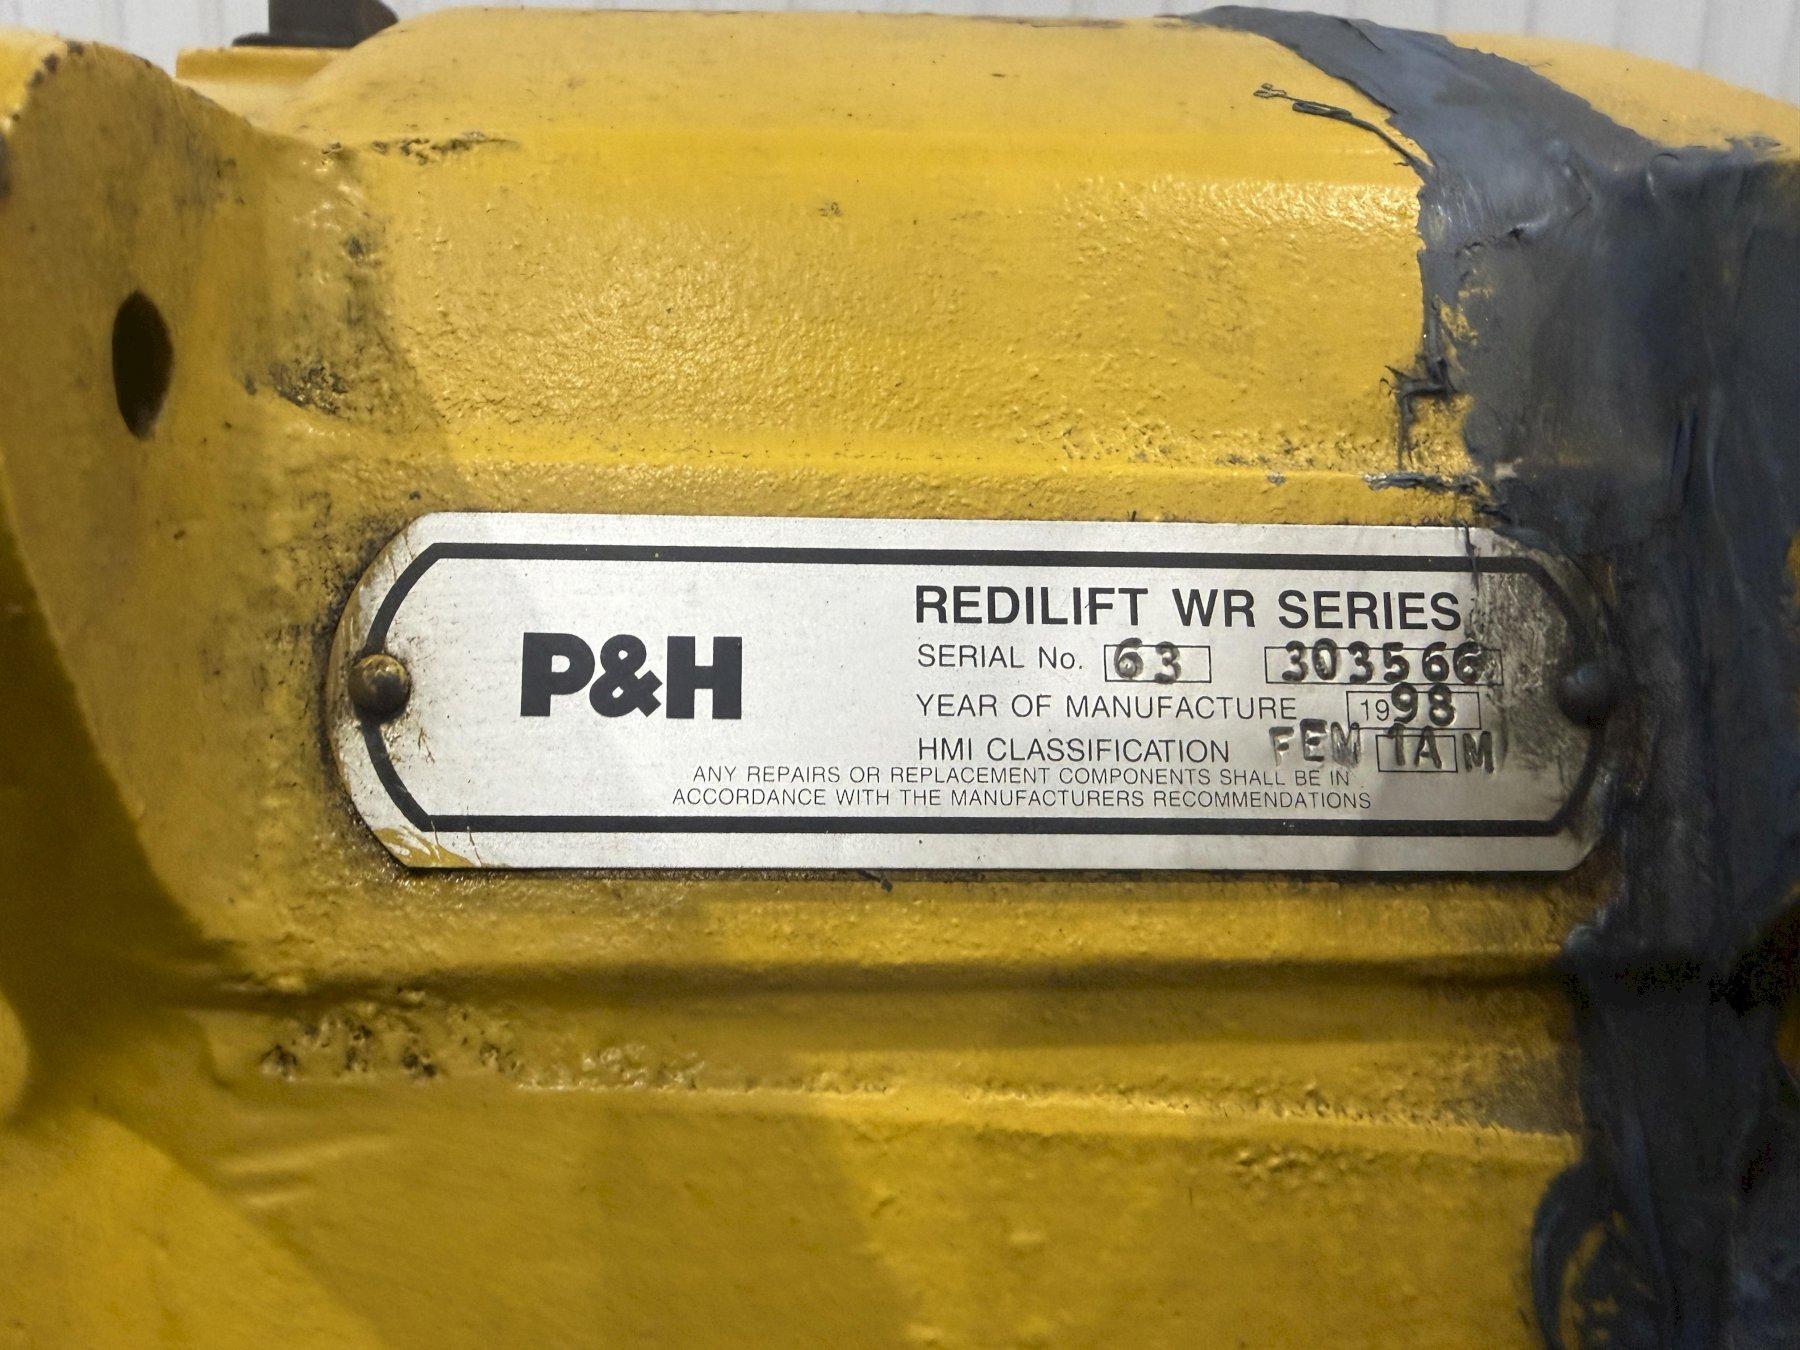 P&H
REDILIFT WR SERIES
SERIAL No. 63 303566
YEAR OF MANUFACTURE 1998
HMI CLASSIFICATION FEM 1A M
ANY REPAIRS OR REPLACEMENT COMPONENTS SHALL BE IN
ACCORDANCE WITH THE MANUFACTURERS RECOMMENDATIONS